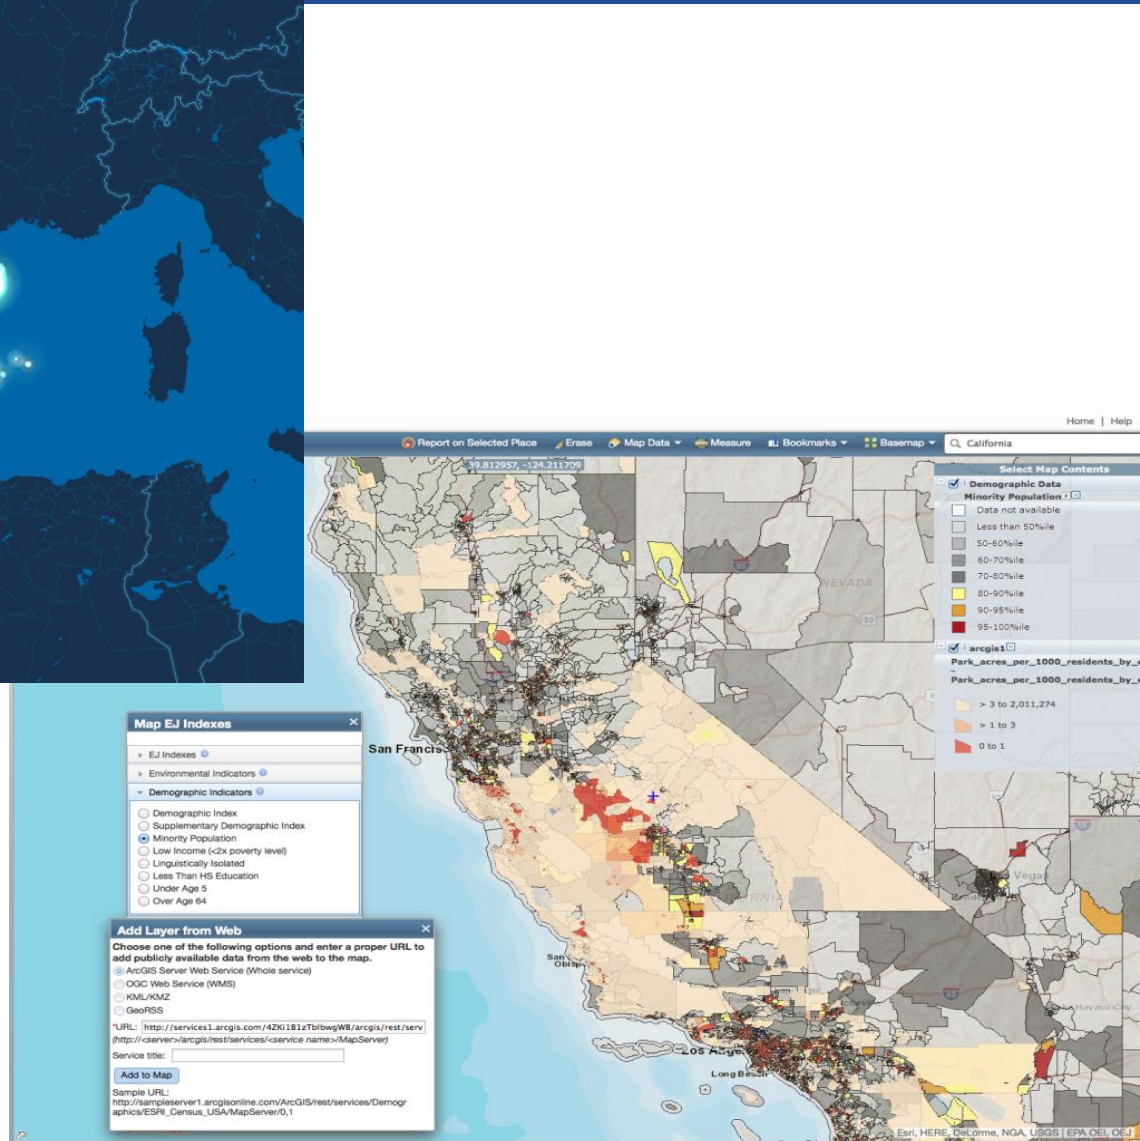 Home | Help
Report on Selected Place
Erase
Map Data
Measure
Bookmarks
Basemap
California
39.812957, -124.211709
Select Map Contents
Demographic Data
Minority Population
Data not available
Less than 50%ile
50-60%ile
60-70%ile
70-80%ile
80-90%ile
90-95%ile
95-100%ile
arcgis1
Park_acres_per_1000_residents_by_c
-
Park_acres_per_1000_residents_by_c
> 3 to 2,011,274
> 1 to 3
0 to 1
NEVADA
San Francis
Vegas
San
Obisp
Havasu City
Los Ange
Long Beach
Map EJ Indexes
EJ Indexes
Environmental Indicators
Demographic Indicators
Demographic Index
Supplementary Demographic Index
Minority Population
Low Income (<2x poverty level)
Linguistically Isolated
Less Than HS Education
Under Age 5
Over Age 64
Add Layer from Web
Choose one of the following options and enter a proper URL to
add publicly available data from the web to the map.
ArcGIS Server Web Service (Whole service)
OGC Web Service (WMS)
KML/KMZ
GeoRSS
*URL: http://services1.arcgis.com/4ZKi1B1zTblbwgWB/arcgis/rest/serv
(http://<server>/arcgis/rest/services/<service name>/MapServer)
Service title:
Add to Map
Sample URL:
http://sampleserver1.arcgisonline.com/ArcGIS/rest/services/Demogr
aphics/ESRI_Census_USA/MapServer/0,1
Esri, HERE, DeLorme, NGA, USGS | EPA OEI, OEJ